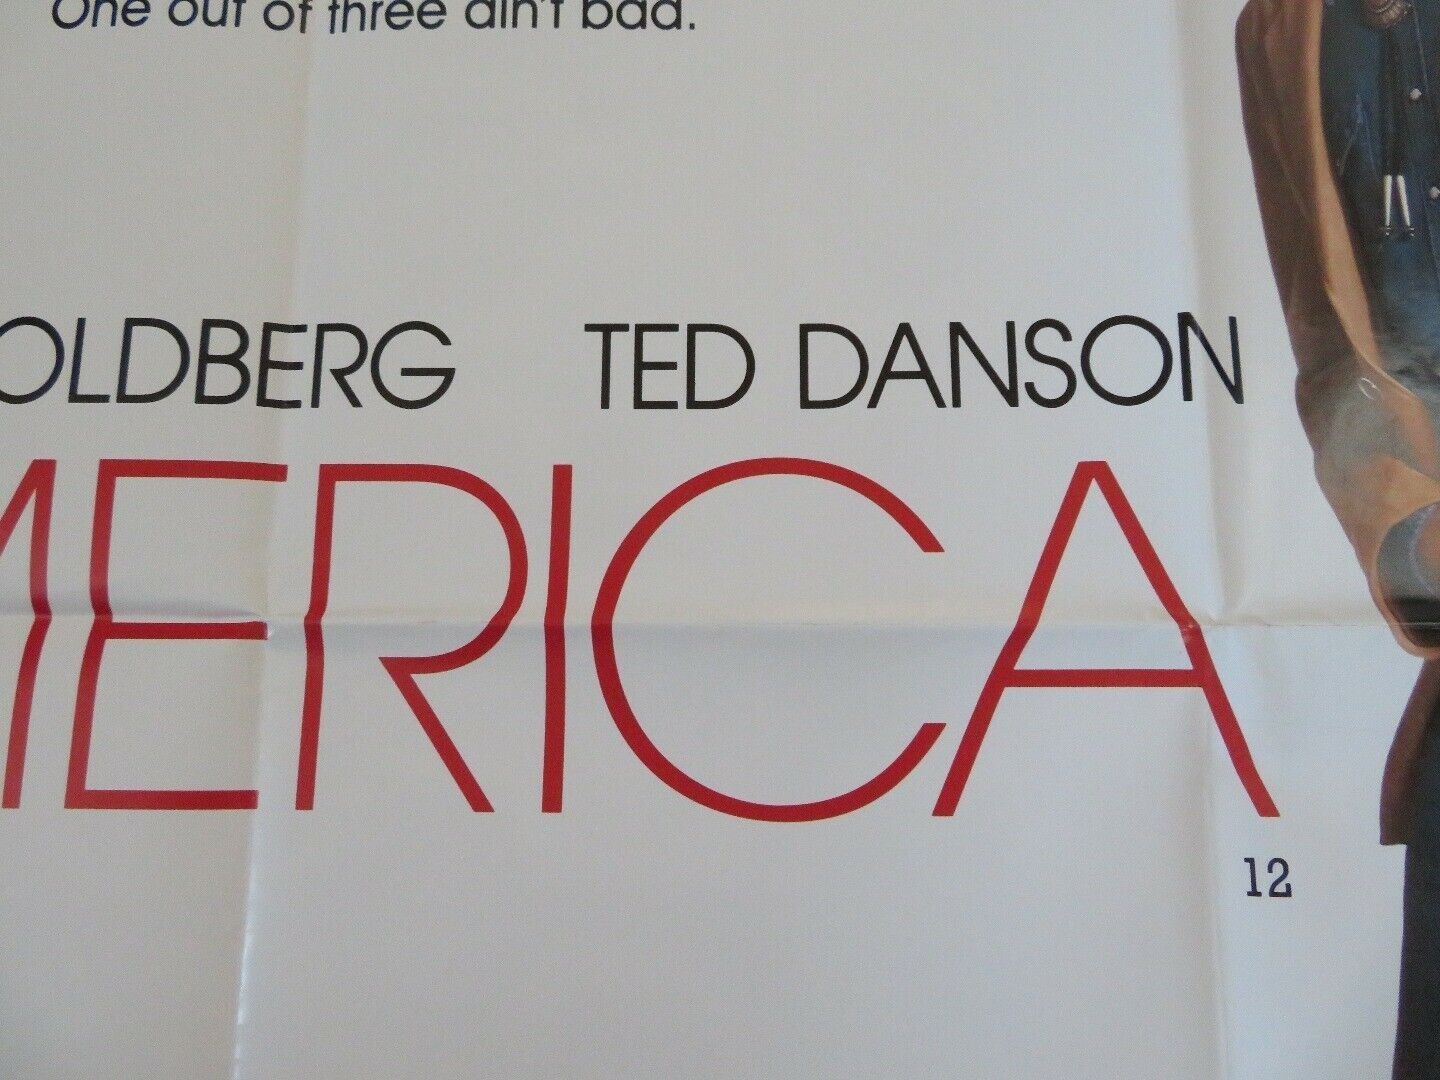 One out of three ain't bad.
OLDBERG TED DANSON
MERICA
12